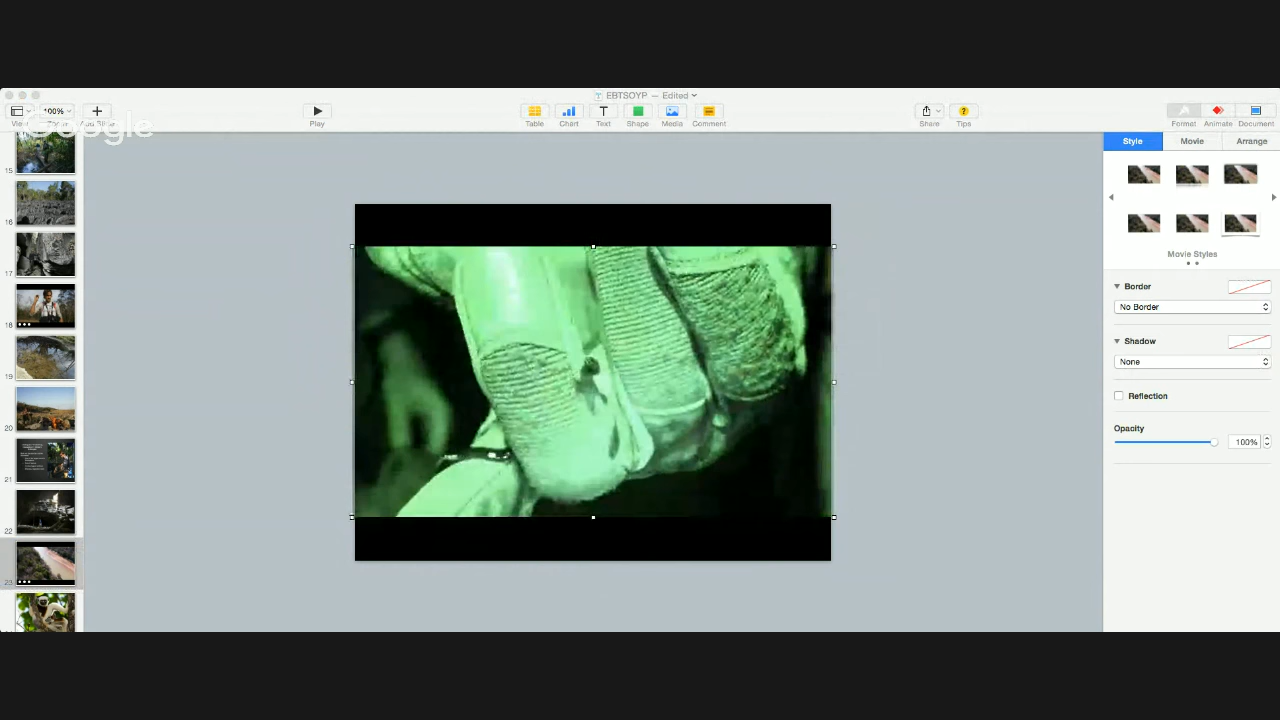 EBTSOYP — Edited
100%
Google
Play
Table
Chart
Text
Shape
Media
Comment
Share
Tips
Format
Animate
Document
Style
Movie
Arrange
15
16
17
18
19
20
21
22
23
Movie Styles
Border
No Border
Shadow
None
Reflection
Opacity
100%